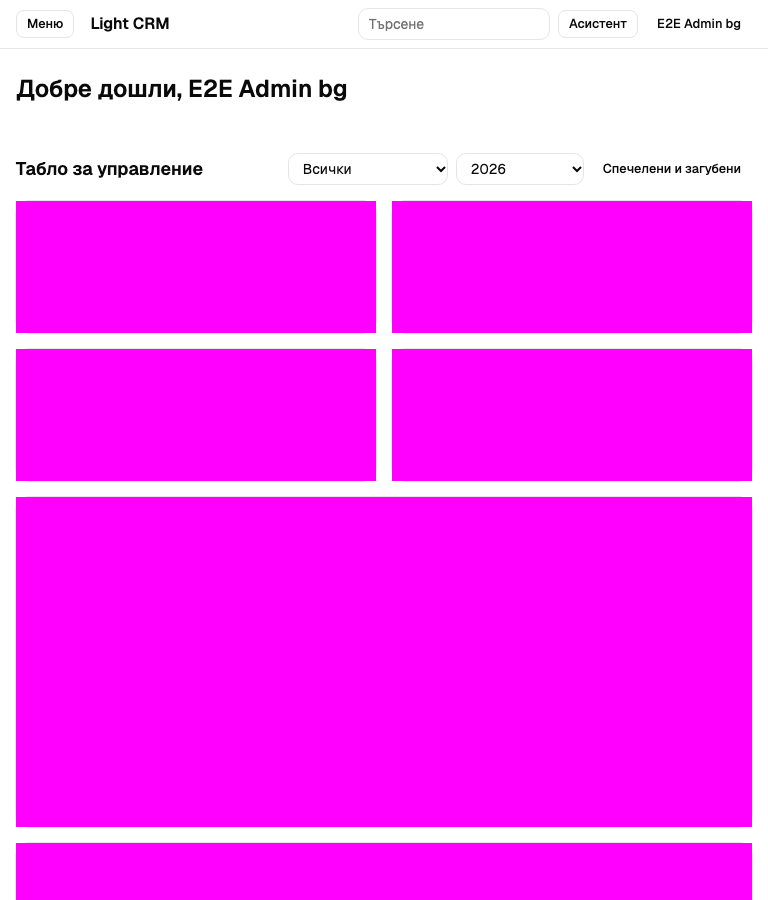 Меню
Light CRM
Търсене
Асистент
E2E Admin bg
Добре дошли, E2E Admin bg
Табло за управление
Всички
2026
Спечелени и загубени